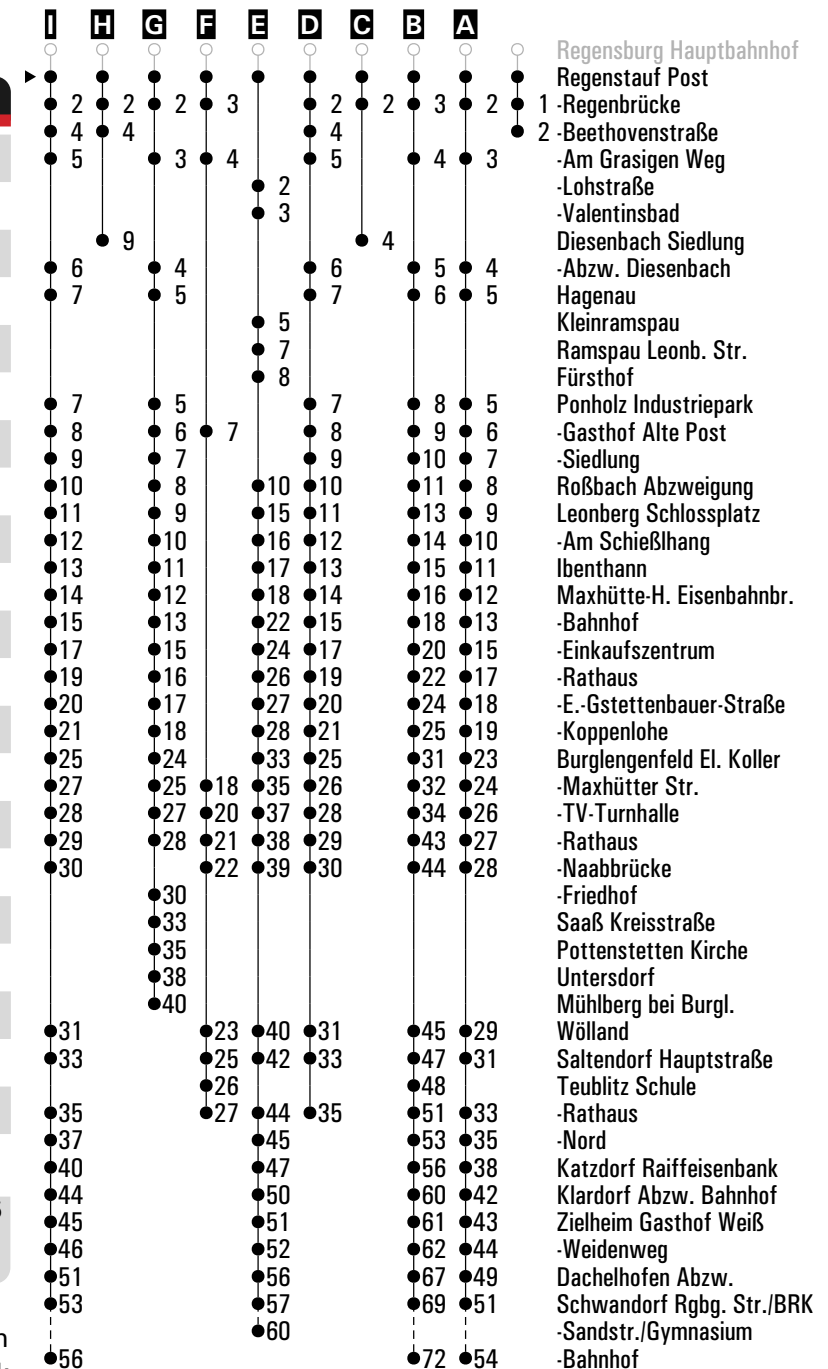 I H G F E D C B A
Regensburg Hauptbahnhof
Regenstauf Post
2 2 2 3 2 2 3 2 1 -Regenbrücke
4 4 4 2 -Beethovenstraße
5 3 4 5 4 3 -Am Grasigen Weg
2 -Lohstraße
3 -Valentinsbad
9 4 Diesenbach Siedlung
6 4 6 5 4 -Abzw. Diesenbach
7 5 7 6 5 Hagenau
5 Kleinramspau
7 Ramspau Leonb. Str.
8 Fürsthof
7 5 7 8 5 Ponholz Industriepark
8 6 7 8 9 6 -Gasthof Alte Post
9 7 9 10 7 -Siedlung
10 8 10 10 11 8 Roßbach Abzweigung
11 9 15 11 13 9 Leonberg Schlossplatz
12 10 16 12 14 10 -Am Schießlhang
13 11 17 13 15 11 Ibenthann
14 12 18 14 16 12 Maxhütte-H. Eisenbahnbr.
15 13 22 15 18 13 -Bahnhof
17 15 24 17 20 15 -Einkaufszentrum
19 16 26 19 22 17 -Rathaus
20 17 27 20 24 18 -E.-Gstettenbauer-Straße
21 18 28 21 25 19 -Koppenlohe
25 24 33 25 31 23 Burglengenfeld El. Koller
27 25 18 35 26 32 24 -Maxhütter Str.
28 27 20 37 28 34 26 -TV-Turnhalle
29 28 21 38 29 43 27 -Rathaus
30 22 39 30 44 28 -Naabbrücke
30 -Friedhof
33 Saaß Kreisstraße
35 Pottenstetten Kirche
38 Untersdorf
40 Mühlberg bei Burgl.
31 23 40 31 45 29 Wölland
33 25 42 33 47 31 Saltendorf Hauptstraße
26 48 Teublitz Schule
35 27 44 35 51 33 -Rathaus
37 45 53 35 -Nord
40 47 56 38 Katzdorf Raiffeisenbank
44 50 60 42 Klardorf Abzw. Bahnhof
45 51 61 43 Zielheim Gasthof Weiß
46 52 62 44 -Weidenweg
51 56 67 49 Dachelhofen Abzw.
53 57 69 51 Schwandorf Rgbg. Str./BRK
60 -Sandstr./Gymnasium
56 72 54 -Bahnhof